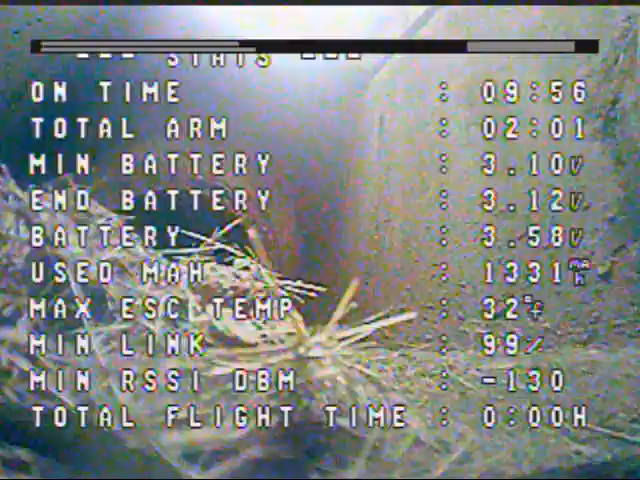 --- STATS ---
ON TIME : 09:56
TOTAL ARM : 02:01
MIN BATTERY : 3.10V
END BATTERY : 3.12V
BATTERY : 3.58V
USED MAH : 1331mAh
MAX ESC TEMP : 32°F
MIN LINK : 99%
MIN RSSI DBM : -130
TOTAL FLIGHT TIME : 0:00H